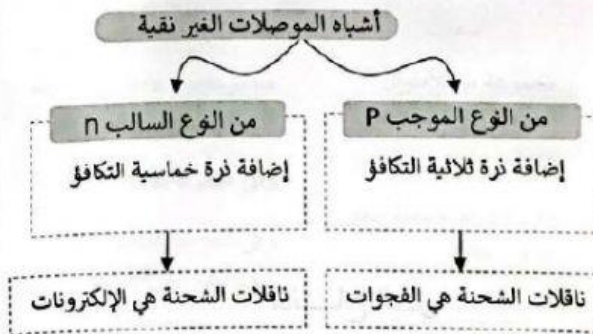 أشباه الموصلات الغير نقية
من النوع الموجب P
إضافة ذرة ثلاثية التكافؤ
ناقلات الشحنة هي الفجوات
من النوع السالب n
إضافة ذرة خماسية التكافؤ
ناقلات الشحنة هي الإلكترونات